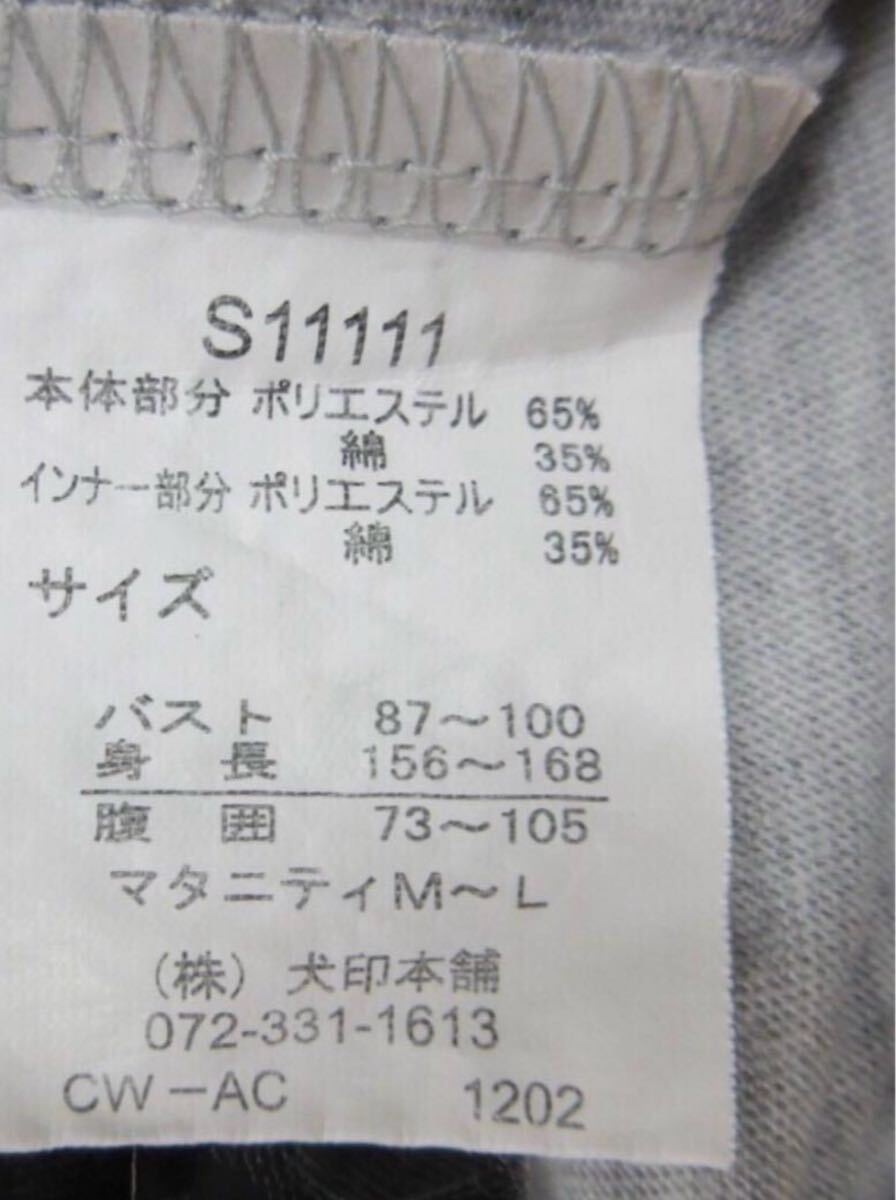 S11111
本体部分 ポリエステル 65%
綿 35%
インナー部分 ポリエステル 65%
綿 35%
サイズ
バスト 87～100
身長 156～168
腹囲 73～105
マタニティM～L
（株）犬印本舗
072-331-1613
CW－AC 1202